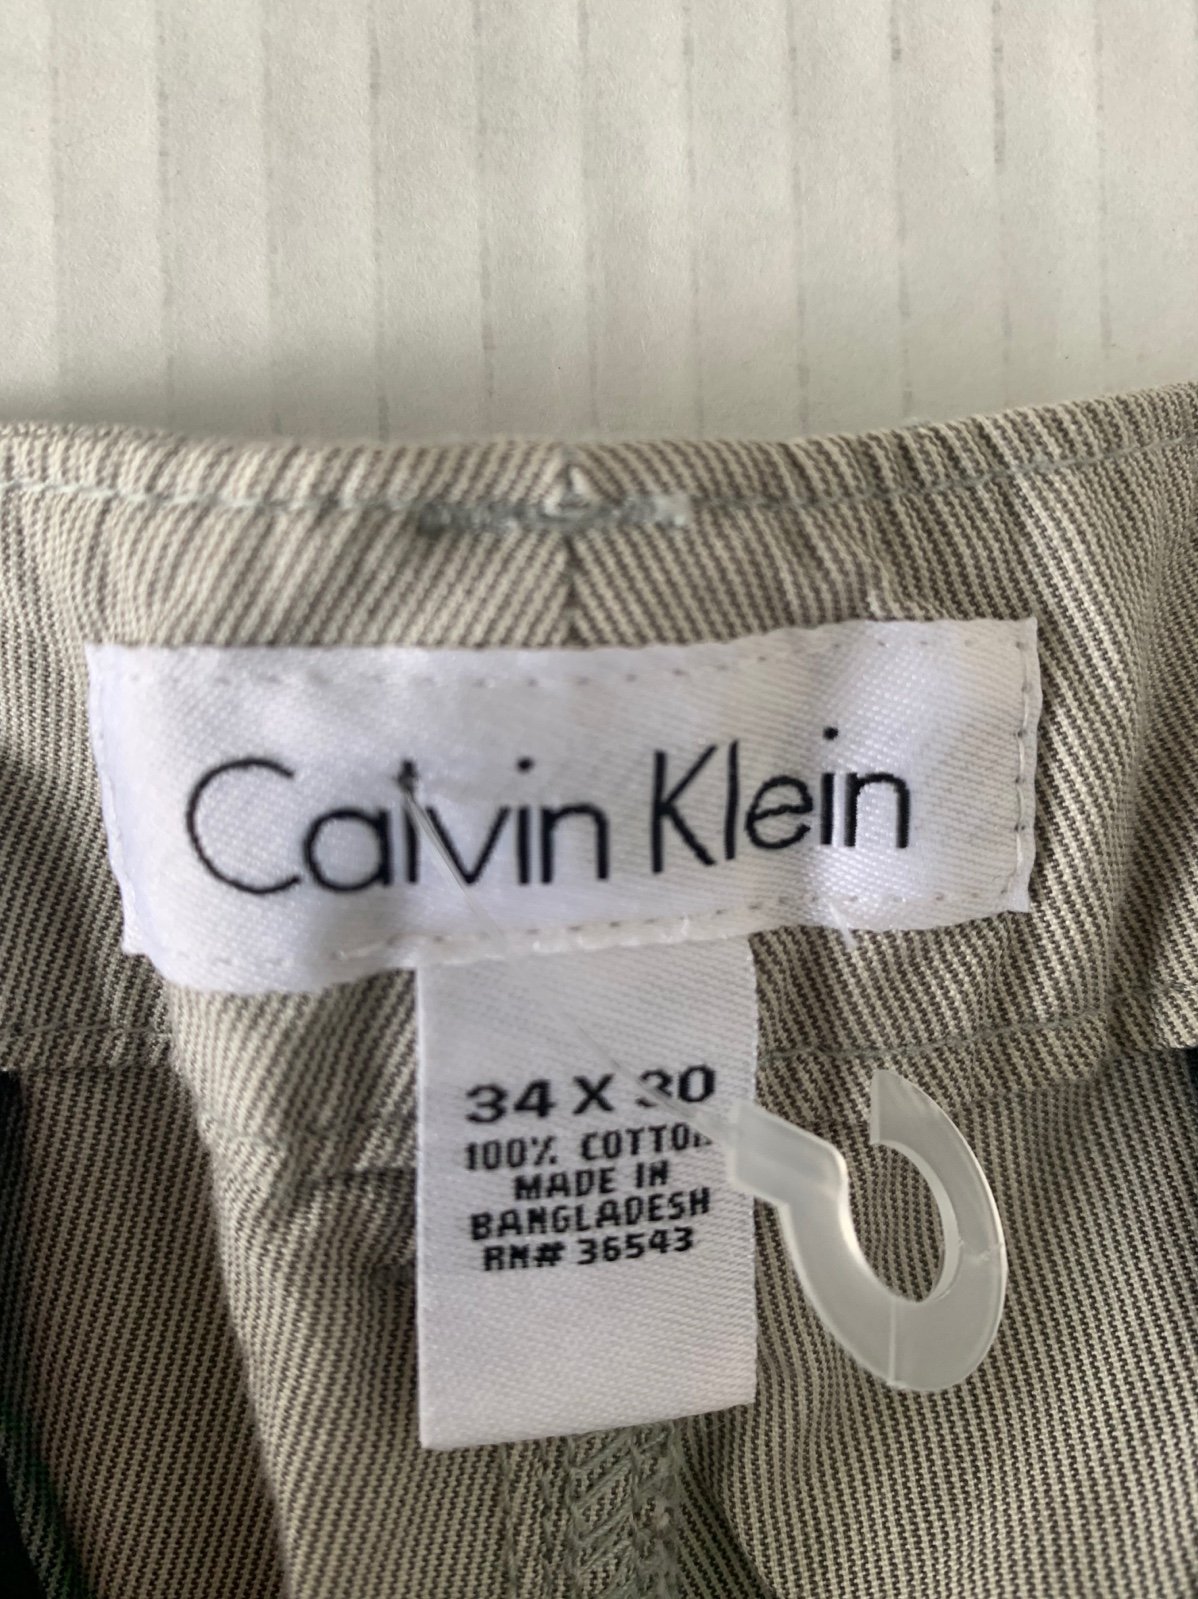 Calvin Klein
34 X 30
100% COTTON
MADE IN
BANGLADESH
RN# 36543